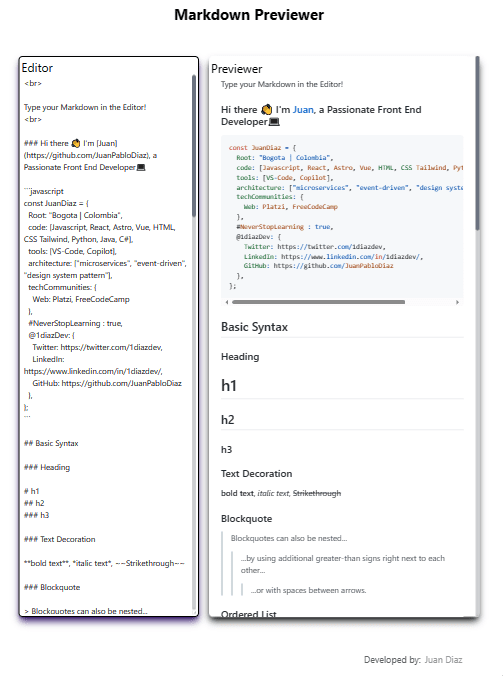 Markdown Previewer
Editor
<br>
Type your Markdown in the Editor!
<br>
### Hi there 👋 I'm [Juan]
(https://github.com/JuanPabloDiaz), a
Passionate Front End Developer💻
```javascript
const JuanDiaz = {
Root: "Bogota | Colombia",
code: [Javascript, React, Astro, Vue, HTML,
CSS Tailwind, Python, Java, C#],
tools: [VS-Code, Copilot],
architecture: ["microservices", "event-driven",
"design system pattern"],
techCommunities: {
Web: Platzi, FreeCodeCamp
},
#NeverStopLearning : true,
@1diazDev: {
Twitter: https://twitter.com/1diazdev,
LinkedIn:
https://www.linkedin.com/in/1diazdev/,
GitHub: https://github.com/JuanPabloDiaz
},
};
```
## Basic Syntax
### Heading
# h1
## h2
### h3
### Text Decoration
**bold text**, *italic text*, ~~Strikethrough~~
### Blockquote
> Blockquotes can also be nested...
Previewer
Type your Markdown in the Editor!
Hi there 👋 I'm Juan, a Passionate Front End
Developer💻
const JuanDiaz = {
Root: "Bogota | Colombia",
code: [Javascript, React, Astro, Vue, HTML, CSS Tailwind, Pyt
tools: [VS-Code, Copilot],
architecture: ["microservices", "event-driven", "design syste
techCommunities: {
Web: Platzi, FreeCodeCamp
},
#NeverStopLearning : true,
@1diazDev: {
Twitter: https://twitter.com/1diazdev,
LinkedIn: https://www.linkedin.com/in/1diazdev/,
GitHub: https://github.com/JuanPabloDiaz
},
};
Basic Syntax
Heading
h1
h2
h3
Text Decoration
bold text, italic text, Strikethrough
Blockquote
Blockquotes can also be nested...
...by using additional greater-than signs right next to each
other...
...or with spaces between arrows.
Ordered List
Developed by: Juan Diaz